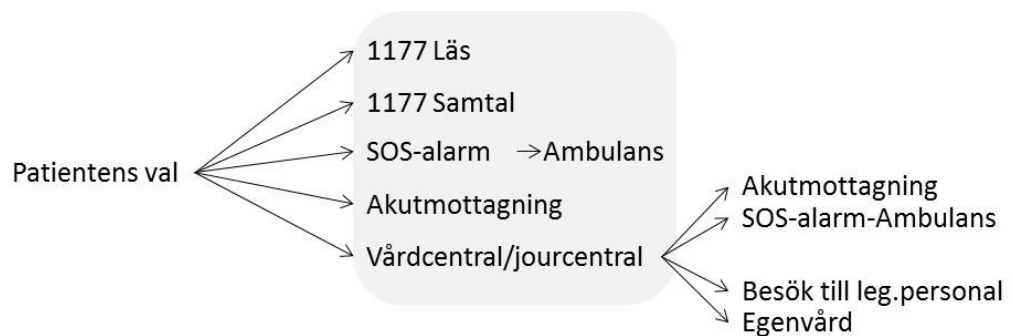 Patientens val
1177 Läs
1177 Samtal
SOS-alarm → Ambulans
Akutmottagning
Vårdcentral/jourcentral
Akutmottagning
SOS-alarm-Ambulans
Besök till leg.personal
Egenvård